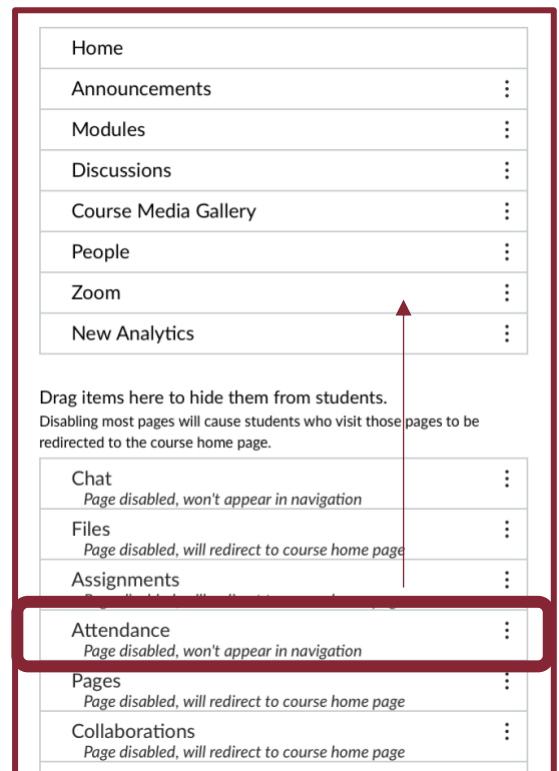 Home
Announcements
Modules
Discussions
Course Media Gallery
People
Zoom
New Analytics
Drag items here to hide them from students.
Disabling most pages will cause students who visit those pages to be
redirected to the course home page.
Chat
Page disabled, won't appear in navigation
Files
Page disabled, will redirect to course home page
Assignments
Attendance
Page disabled, won't appear in navigation
Pages
Page disabled, will redirect to course home page
Collaborations
Page disabled, will redirect to course home page